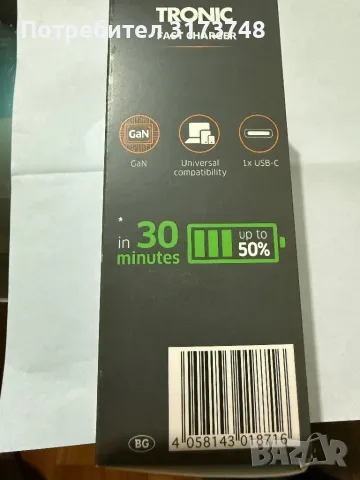 Потребител 3173748
TRONIC
FAST CHARGER
GaN
GaN
Universal
compatibility
1x USB-C
*
in 30
minutes
up to
50%
BG
4 058143 018716
BAZAR